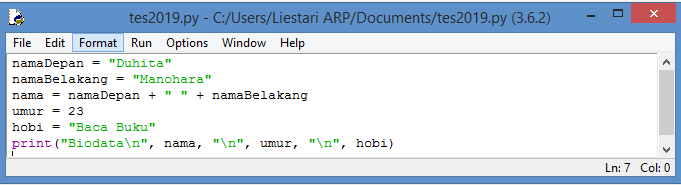 tes2019.py - C:/Users/Liestari ARP/Documents/tes2019.py (3.6.2)
File Edit Format Run Options Window Help
namaDepan = "Duhita"
namaBelakang = "Manohara"
nama = namaDepan + " " + namaBelakang
umur = 23
hobi = "Baca Buku"
print("Biodata\n", nama, "\n", umur, "\n", hobi)
Ln: 7 Col: 0